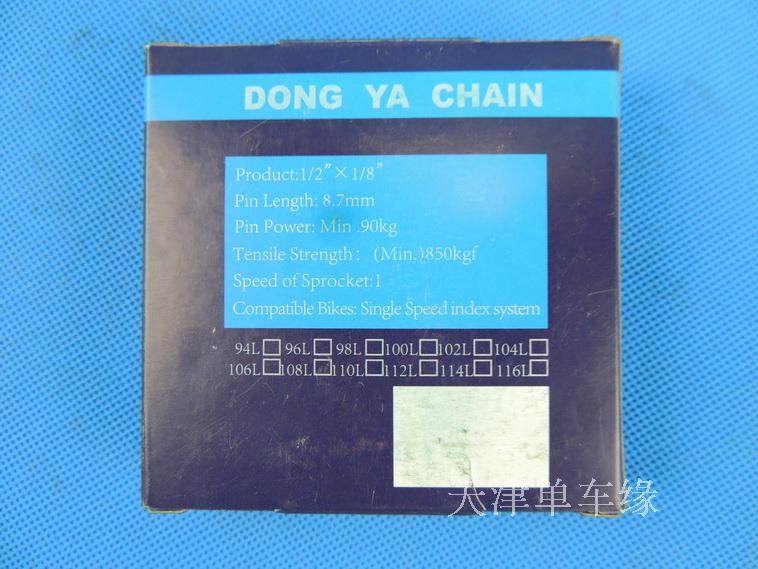 DONG YA CHAIN
Product:1/2”×1/8”
Pin Length: 8.7mm
Pin Power: Min .90kg
Tensile Strength: (Min.)850kgf
Speed of Sprocket:1
Compatible Bikes: Single Speed index system
94L□ 96L□ 98L□ 100L□ 102L□ 104L□
106L□ 108L□ 110L□ 112L□ 114L□ 116L□
天津单车缘